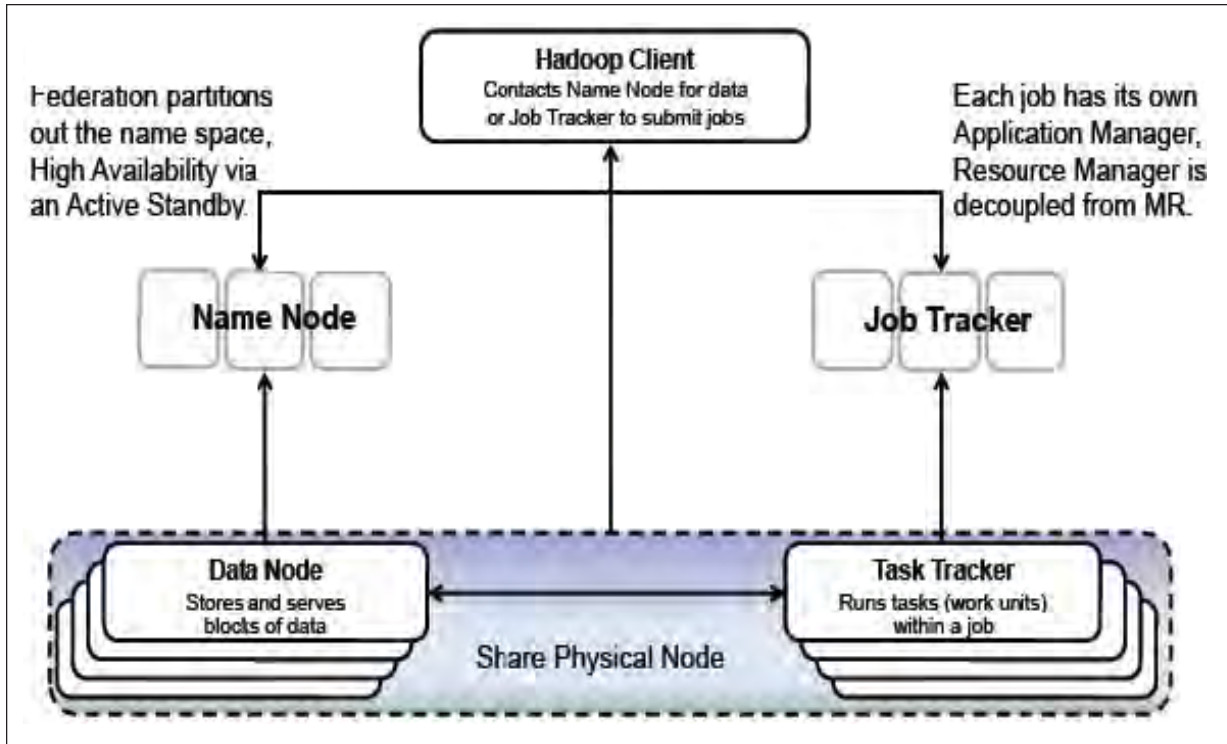 Hadoop Client
Contacts Name Node for data
or Job Tracker to submit jobs
Federation partitions
out the name space,
High Availability via
an Active Standby.
Each job has its own
Application Manager,
Resource Manager is
decoupled from MR.
Name Node
Job Tracker
Data Node
Stores and serves
blocks of data
Task Tracker
Runs tasks (work units)
within a job
Share Physical Node